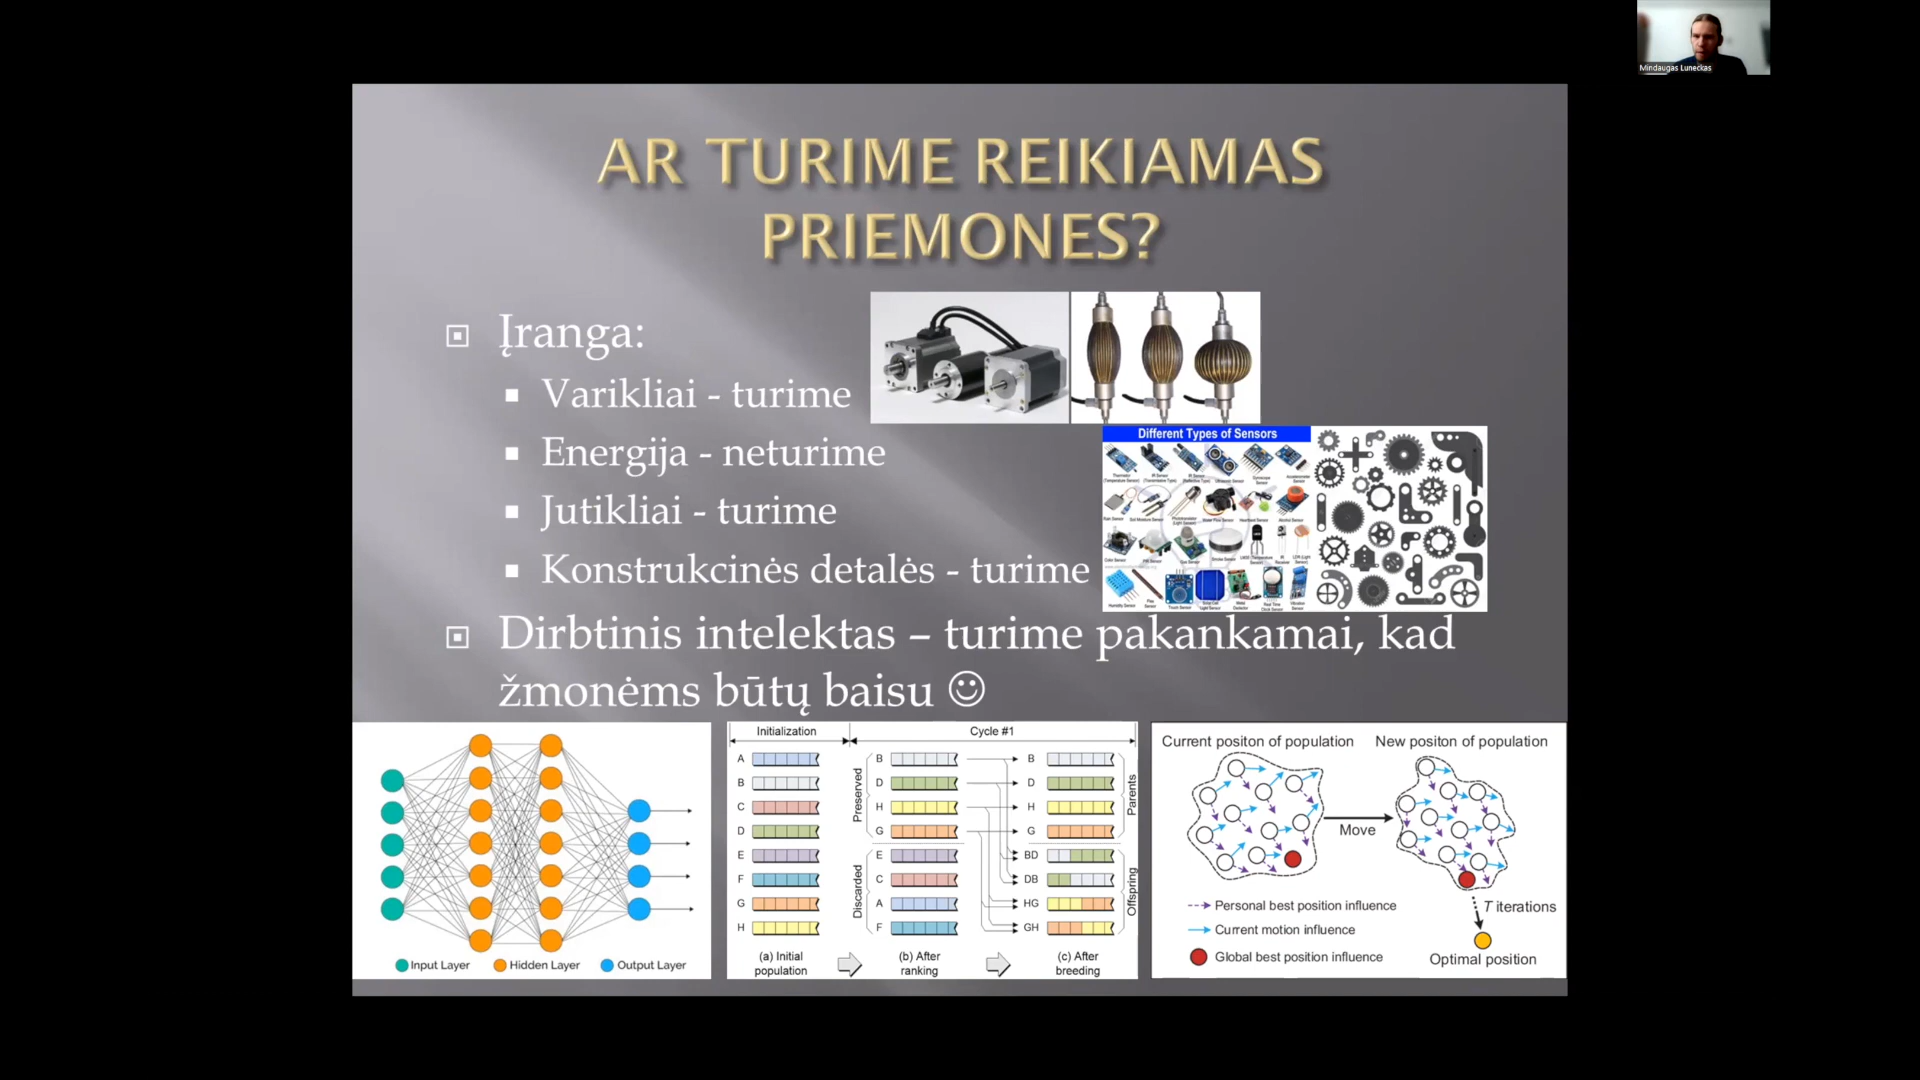 Mindaugas Luneckas
AR TURIME REIKIAMAS
PRIEMONES?
Įranga:
Varikliai - turime
Energija - neturime
Jutikliai - turime
Konstrukcinės detalės - turime
Different Types of Sensors
Dirbtinis intelektas – turime pakankamai, kad
žmonėms būtų baisu ☺
Input Layer
Hidden Layer
Output Layer
Initialization
Cycle #1
A
B
C
D
E
F
G
H
Preserved
Discarded
B
D
H
G
E
C
A
F
B
D
H
G
BD
DB
HG
GH
Parents
Offspring
(a) Initial
population
(b) After
ranking
(c) After
breeding
Current positon of population
New positon of population
Move
Personal best position influence
Current motion influence
Global best position influence
T iterations
Optimal position